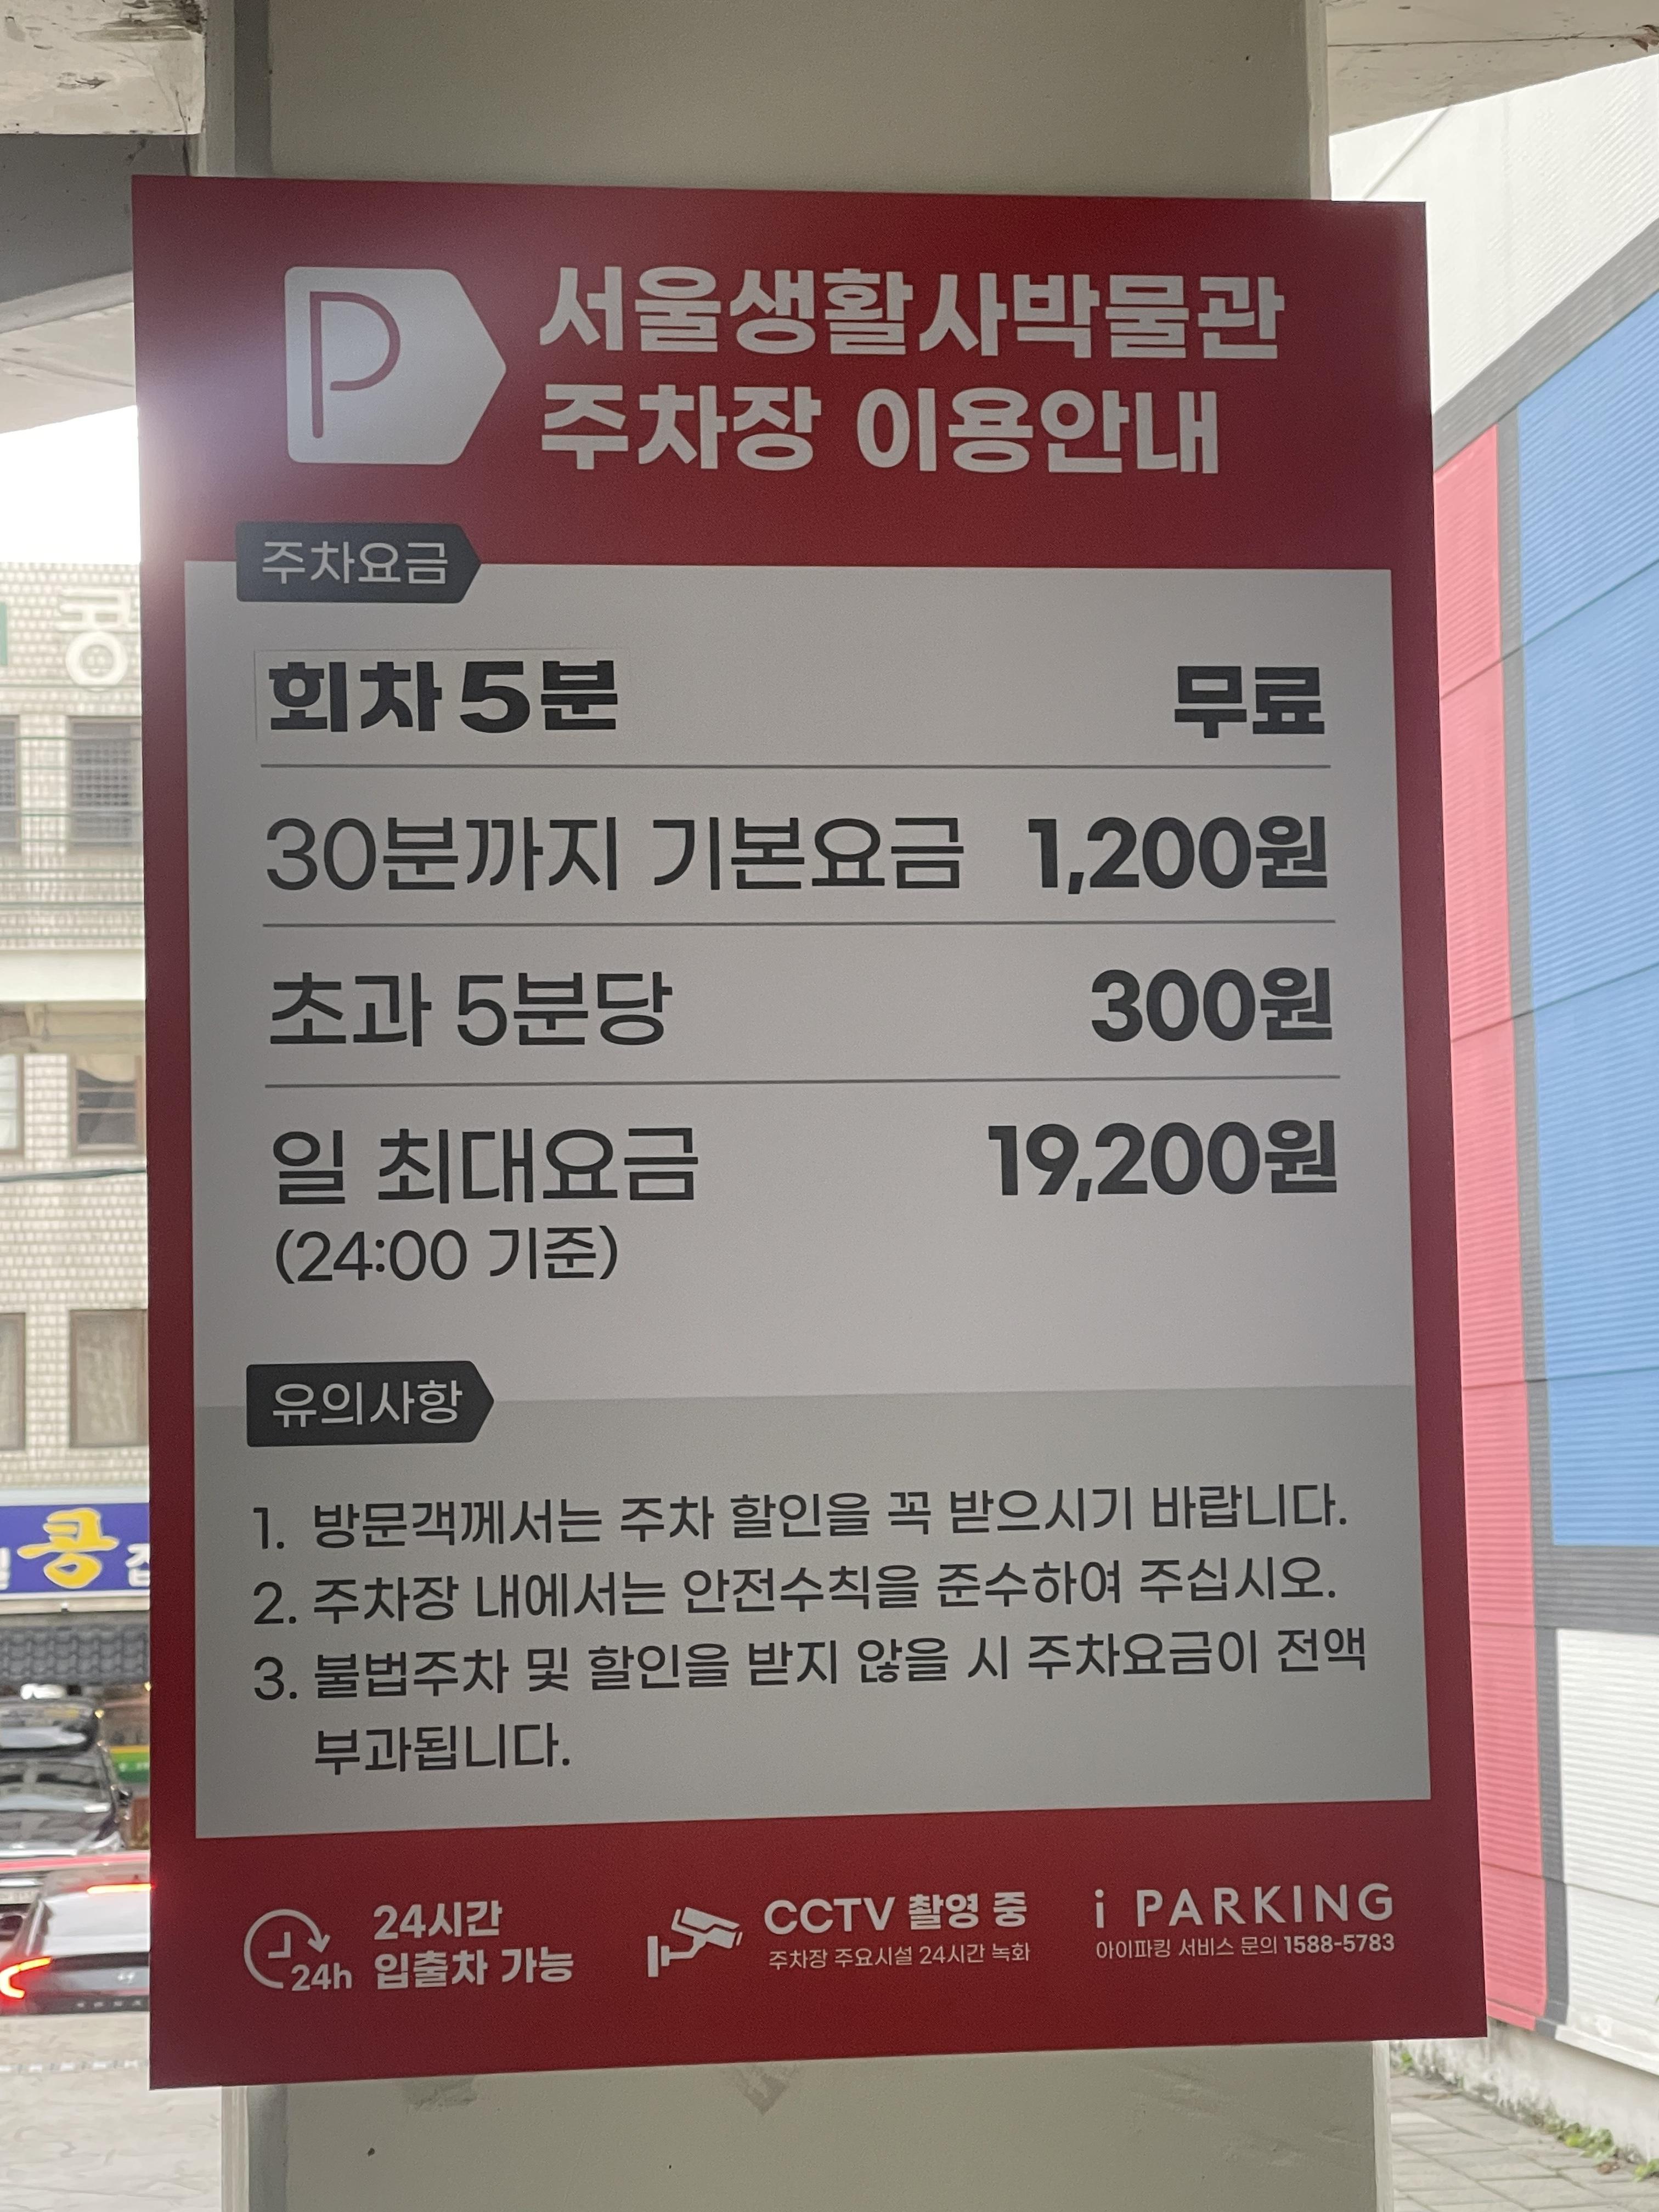 서울생활사박물관
주차장 이용안내
주차요금
회차 5분 무료
30분까지 기본요금 1,200원
초과 5분당 300원
일 최대요금 19,200원
(24:00 기준)
유의사항
1. 방문객께서는 주차 할인을 꼭 받으시기 바랍니다.
2. 주차장 내에서는 안전수칙을 준수하여 주십시오.
3. 불법주차 및 할인을 받지 않을 시 주차요금이 전액
부과됩니다.
24h
24시간
입출차 가능
CCTV 촬영 중
주차장 주요시설 24시간 녹화
i PARKING
아이파킹 서비스 문의 1588-5783
콩
콩